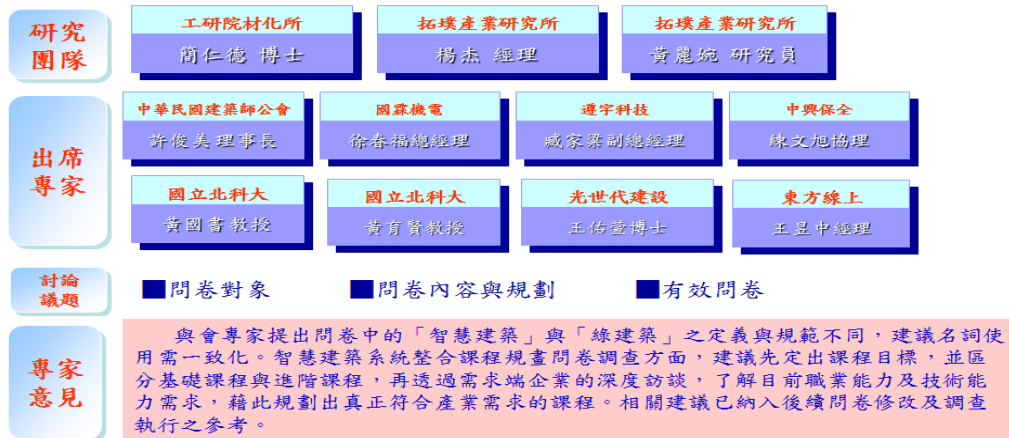 研究
團隊
工研院材化所
簡仁德 博士
拓墣產業研究所
楊杰 經理
拓墣產業研究所
黃麗婉 研究員
出席
專家
中華民國建築師公會
許俊美理事長
國霖機電
徐春福總經理
遵宇科技
臧家梁副總經理
中興保全
練文旭協理
國立北科大
黃國書教授
國立北科大
黃育賢教授
光世代建設
王佑萱博士
東方線上
王昱中經理
討論
議題
■問卷對象
■問卷內容與規劃
■有效問卷
專家
意見
與會專家提出問卷中的「智慧建築」與「綠建築」之定義與規範不同，建議名詞使
用需一致化。智慧建築系統整合課程規畫問卷調查方面，建議先定出課程目標，並區
分基礎課程與進階課程，再透過需求端企業的深度訪談，了解目前職業能力及技術能
力需求，藉此規劃出真正符合產業需求的課程。相關建議已納入後續問卷修改及調查
執行之參考。